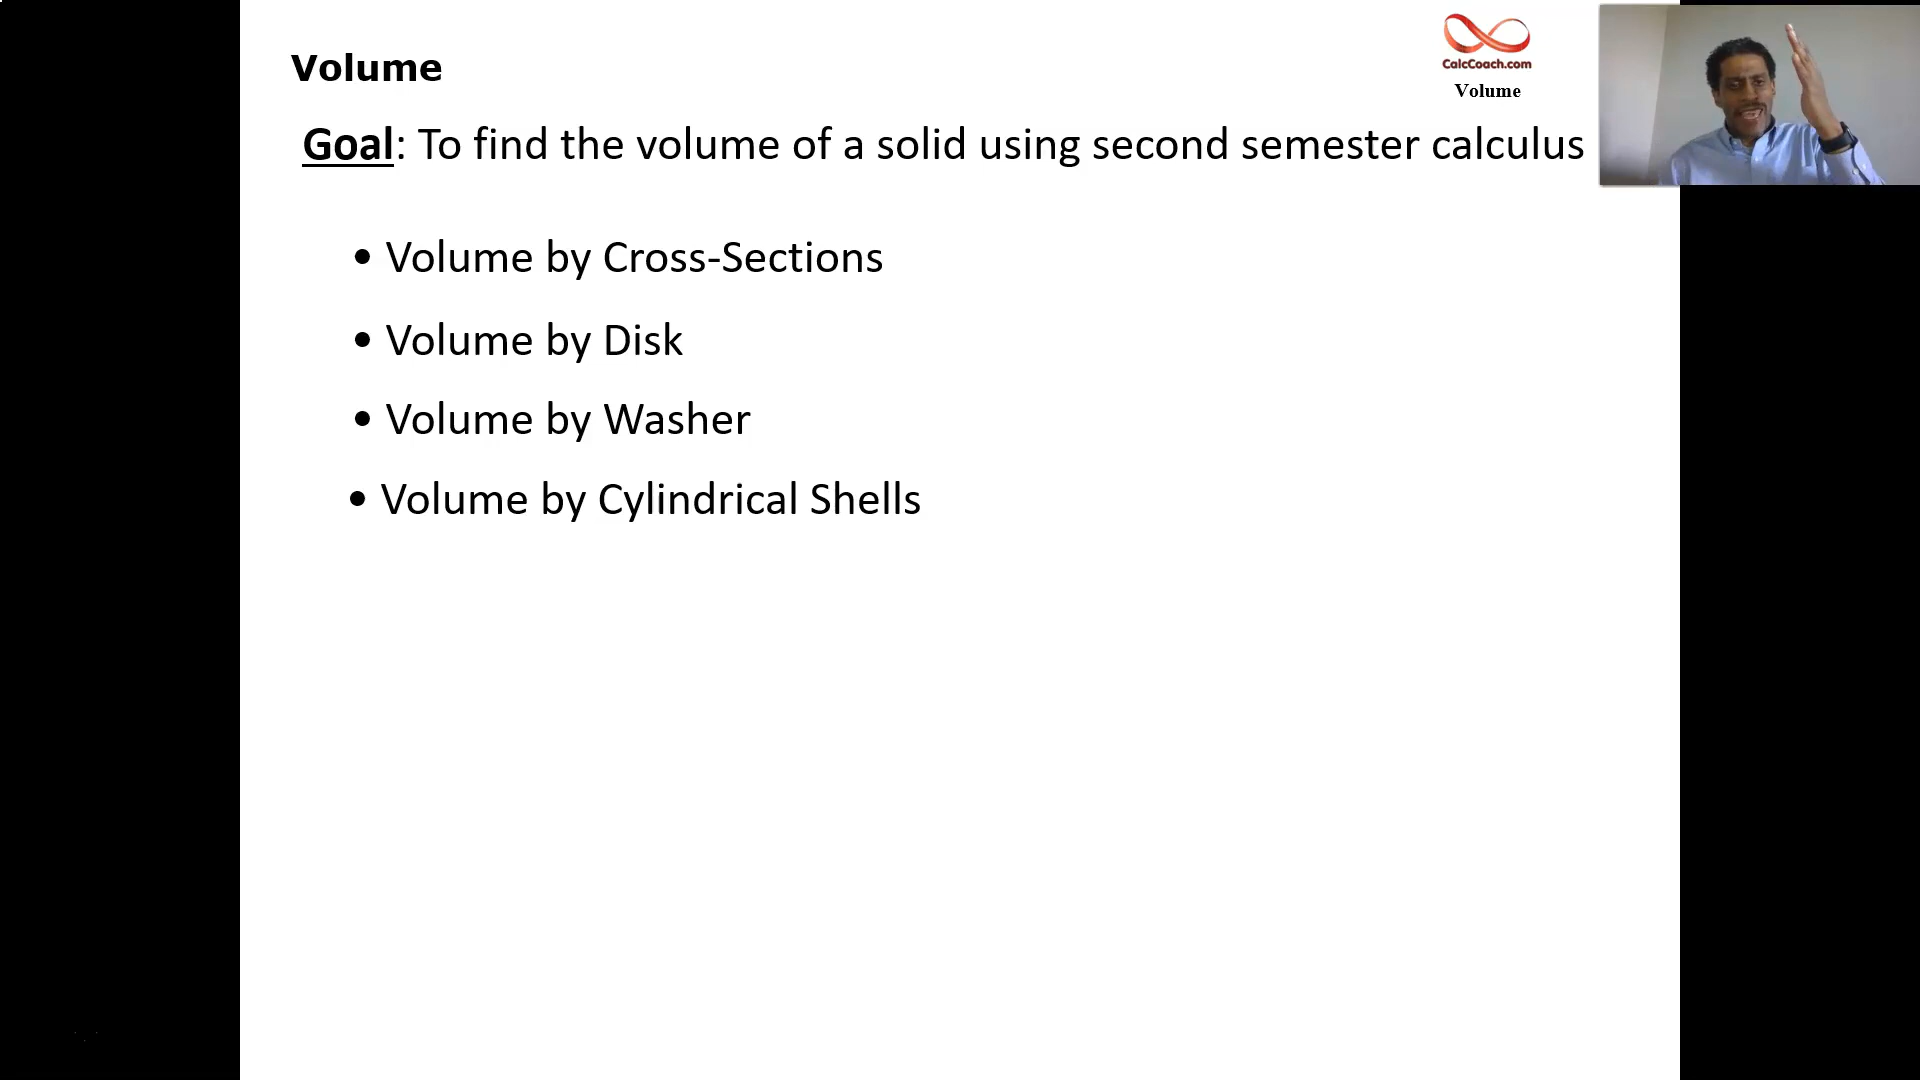 Volume
CalcCoach.com
Volume
Goal: To find the volume of a solid using second semester calculus
• Volume by Cross-Sections
• Volume by Disk
• Volume by Washer
• Volume by Cylindrical Shells